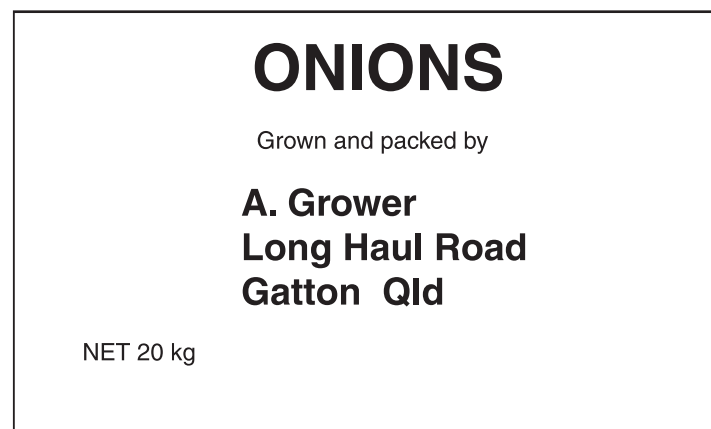 ONIONS
Grown and packed by
A. Grower
Long Haul Road
Gatton Qld
NET 20 kg